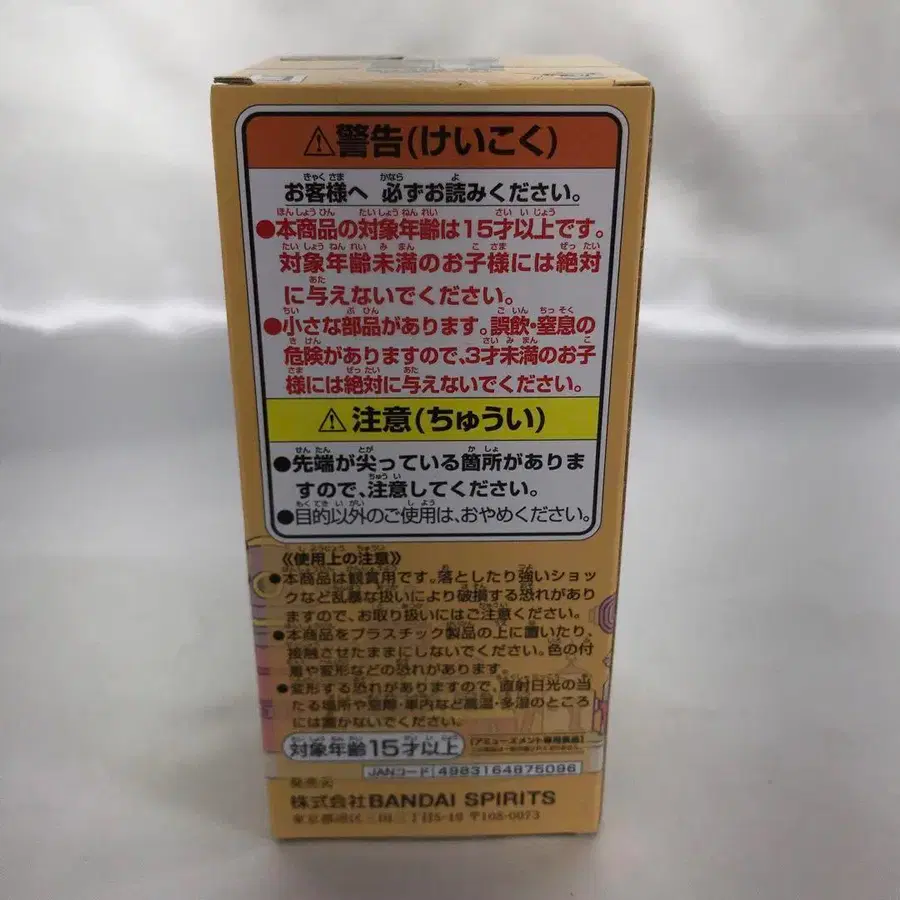 ⚠警告(けいこく)
お客様へ 必ずお読みください。
●本商品の対象年齢は15才以上です。
対象年齢未満のお子様には絶対
に与えないでください。
●小さな部品があります。誤飲・窒息の
危険がありますので、3才未満のお子
様には絶対に与えないでください。
⚠注意(ちゅうい)
●先端が尖っている箇所がありま
すので、注意してください。
●目的以外のご使用は、おやめください。
《使用上の注意》
●本商品は観賞用です。落としたり強いショッ
クなど乱暴な扱いにより破損する恐れがあり
ますので、お取り扱いにはご注意ください。
●本商品をプラスチック製品の上に置いたり、
接触させたままにしないでください。色の付
着や変形などの恐れがあります。
●変形する恐れがありますので、直射日光の当
たる場所や窓際・車内など高温・多湿のところ
には置かないでください。
対象年齢15才以上
[アミューズメント専用景品]
JANコード 4983164875096
発売元
株式会社BANDAI SPIRITS
東京都港区三田三丁目5-19 〒108-0073